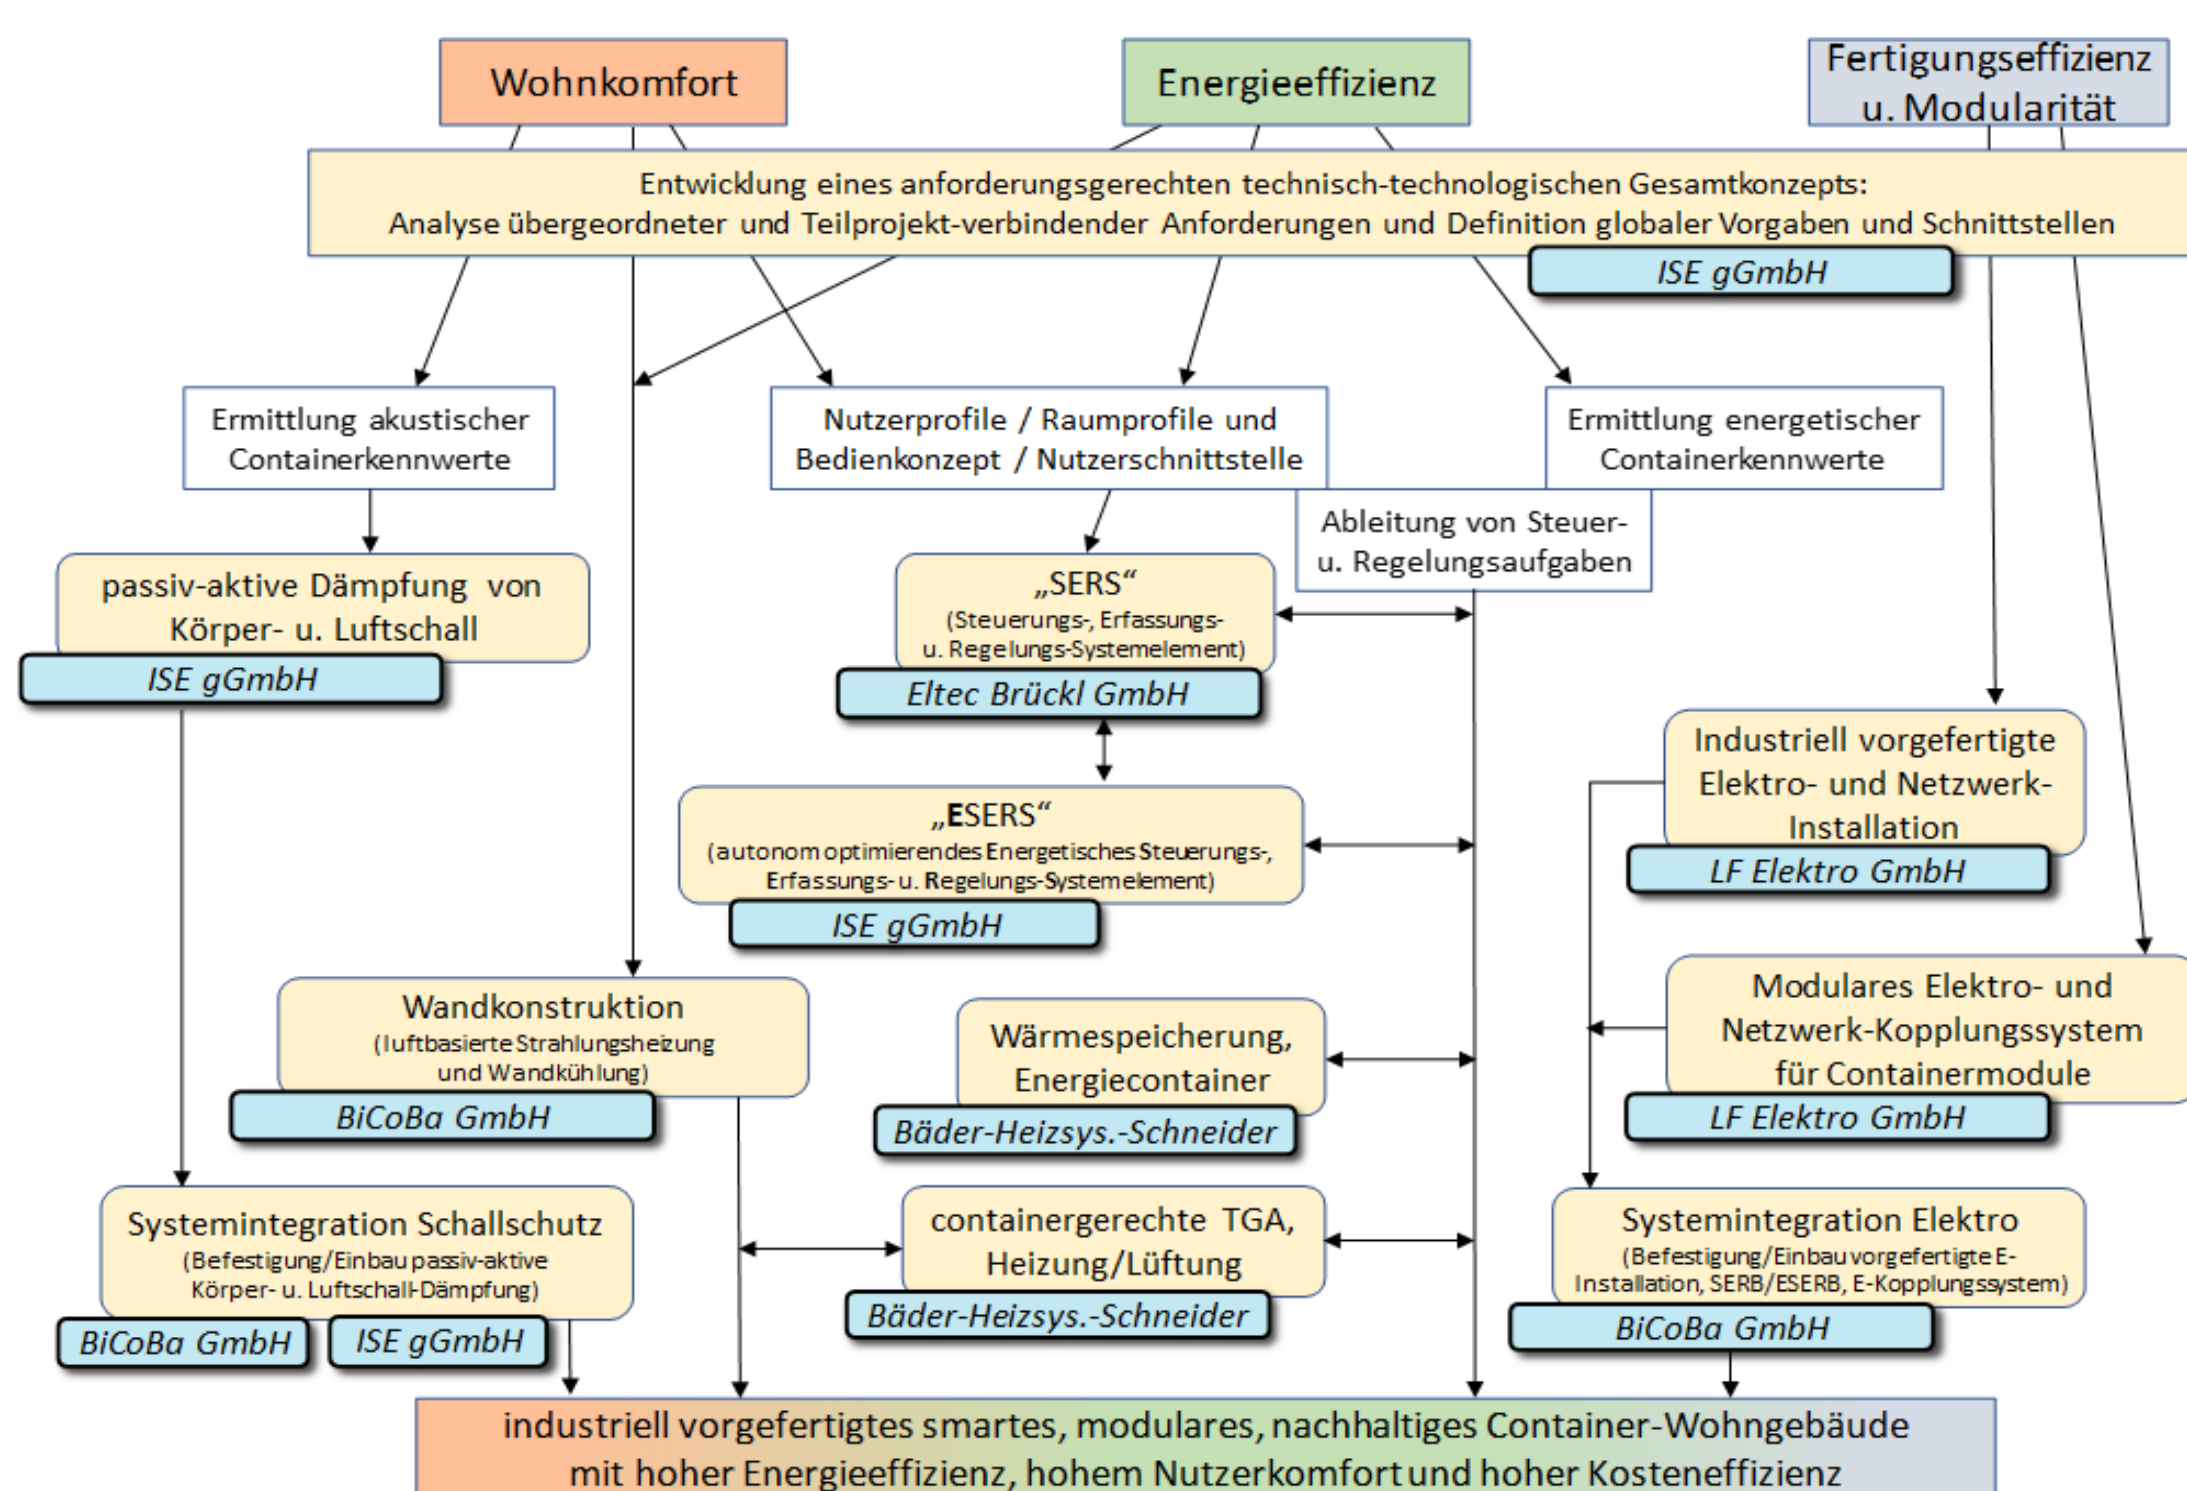 Wohnkomfort
Energieeffizienz
Fertigungseffizienz
u. Modularität
Entwicklung eines anforderungsgerechten technisch-technologischen Gesamtkonzepts:
Analyse übergeordneter und Teilprojekt-verbindender Anforderungen und Definition globaler Vorgaben und Schnittstellen
ISE gGmbH
Ermittlung akustischer
Containerkennwerte
Nutzerprofile / Raumprofile und
Bedienkonzept / Nutzerschnittstelle
Ermittlung energetischer
Containerkennwerte
Ableitung von Steuer-
u. Regelungsaufgaben
passiv-aktive Dämpfung von
Körper- u. Luftschall
ISE gGmbH
„SERS“
(Steuerungs-, Erfassungs-
u. Regelungs-Systemelement)
Eltec Brückl GmbH
„ESERS“
(autonom optimierendes Energetisches Steuerungs-,
Erfassungs- u. Regelungs-Systemelement)
ISE gGmbH
Industriell vorgefertigte
Elektro- und Netzwerk-
Installation
LF Elektro GmbH
Modulares Elektro- und
Netzwerk-Kopplungssystem
für Containermodule
LF Elektro GmbH
Wandkonstruktion
(luftbasierte Strahlungsheizung
und Wandkühlung)
BiCoBa GmbH
Wärmespeicherung,
Energiecontainer
Bäder-Heizsys.-Schneider
Systemintegration Schallschutz
(Befestigung/Einbau passiv-aktive
Körper- u. Luftschall-Dämpfung)
BiCoBa GmbH
ISE gGmbH
containergerechte TGA,
Heizung/Lüftung
Bäder-Heizsys.-Schneider
Systemintegration Elektro
(Befestigung/Einbau vorgefertigte E-
Installation, SERB/ESERB, E-Kopplungssystem)
BiCoBa GmbH
industriell vorgefertigtes smartes, modulares, nachhaltiges Container-Wohngebäude
mit hoher Energieeffizienz, hohem Nutzerkomfort und hoher Kosteneffizienz